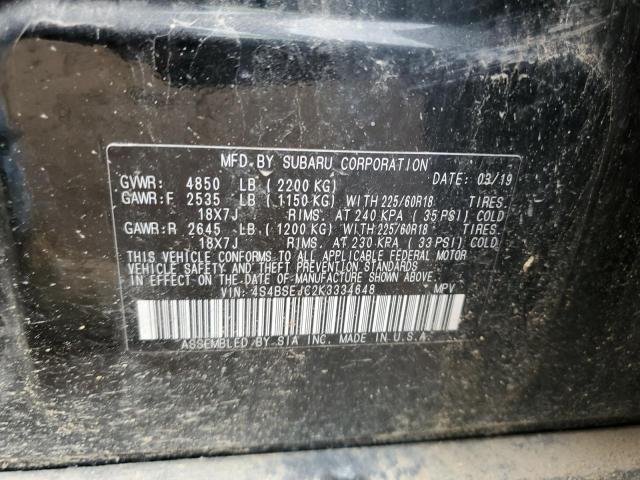 MFD.BY SUBARU CORPORATION
GVWR: 4850 LB ( 2200 KG) DATE: 03/19
GAWR:F 2535 LB ( 1150 KG) WITH 225/60R18 TIRES.
18X7J RIMS. AT 240 KPA ( 35 PSI) COLD
GAWR:R 2645 LB ( 1200 KG) WITH 225/60R18 TIRES.
18X7J RIMS. AT 230 KPA ( 33 PSI) COLD
THIS VEHICLE CONFORMS TO ALL APPLICABLE FEDERAL MOTOR
VEHICLE SAFETY AND THEFT PREVENTION STANDARDS
IN EFFECT ON THE DATE OF MANUFACTURE SHOWN ABOVE.
VIN: 4S4BSEJC2K3334648 MPV
ASSEMBLED BY SIA INC. MADE IN U.S.A.